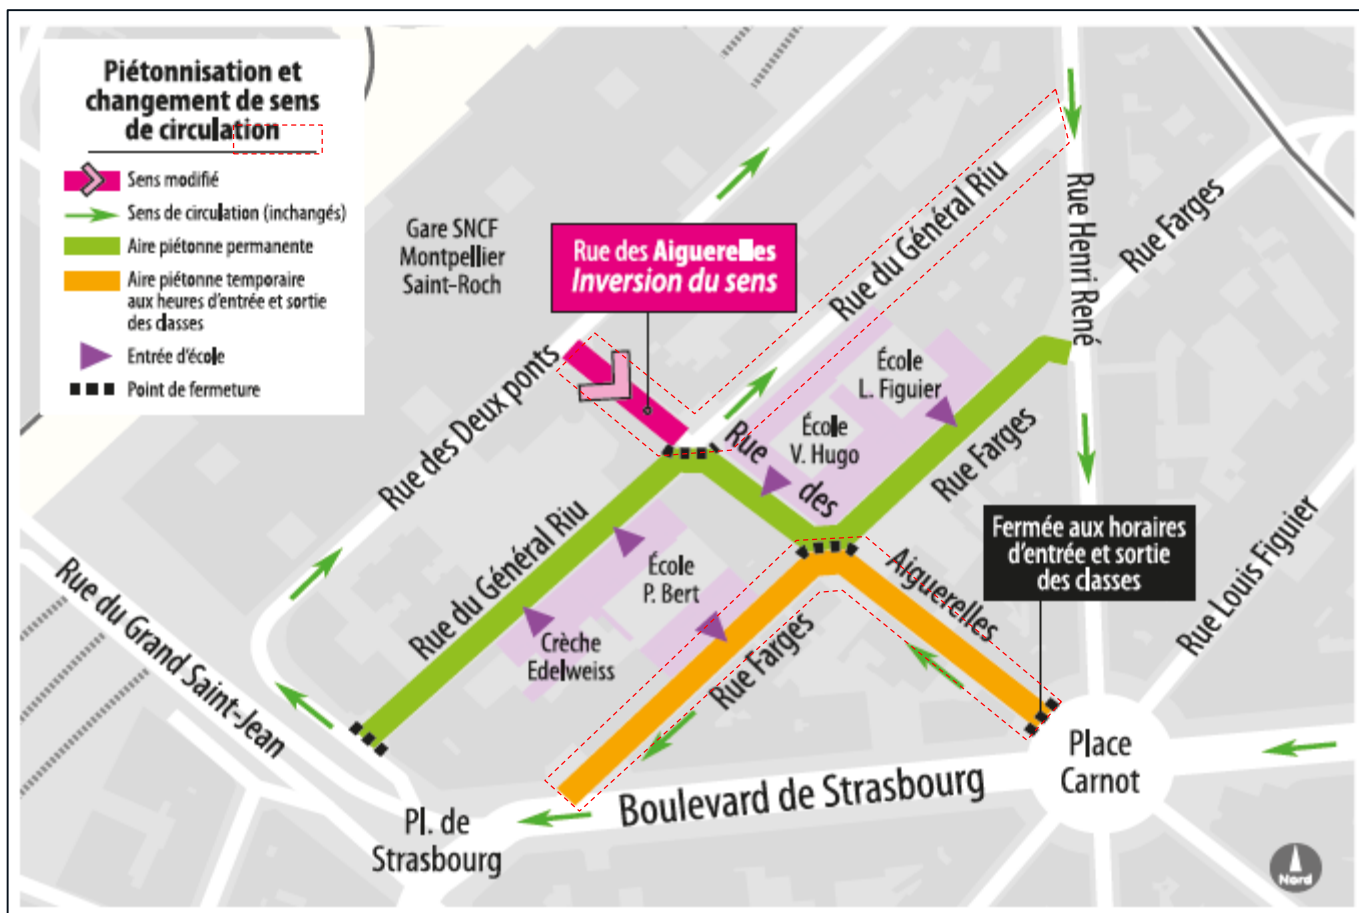 Piétonnisation et
changement de sens
de circulation
Sens modifié
Sens de circulation (inchangés)
Aire piétonne permanente
Aire piétonne temporaire
aux heures d'entrée et sortie
des classes
Entrée d'école
Point de fermeture
Gare SNCF
Montpellier
Saint-Roch
Rue des Aiguerelles
Inversion du sens
Rue du Général Riu
Rue Henri René
Rue Farges
Rue des Deux ponts
École
L. Figuier
École
V. Hugo
Rue des
Aiguerelles
Rue Farges
Fermée aux horaires
d'entrée et sortie
des classes
Rue Louis Figuier
Rue du Général Riu
École
P. Bert
Crèche
Edelweiss
Rue Farges
Rue du Grand Saint-Jean
Place
Carnot
Boulevard de Strasbourg
Pl. de
Strasbourg
Nord